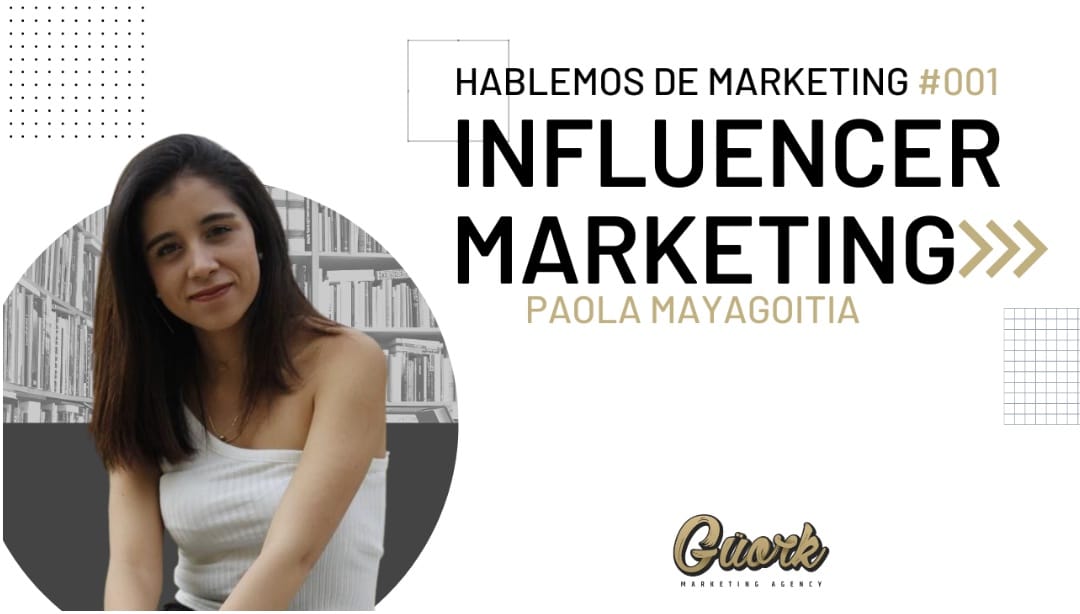 HABLEMOS DE MARKETING #001
INFLUENCER
MARKETING
PAOLA MAYAGOITIA
Güork
MARKETING AGENCY